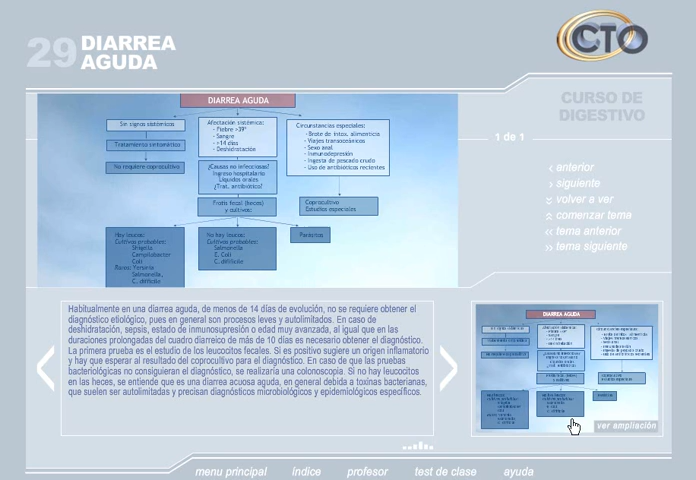 29 DIARREA
AGUDA
CTO
CURSO DE
DIGESTIVO
1 de 1
‹ anterior
› siguiente
volver a ver
comenzar tema
‹‹ tema anterior
›› tema siguiente
DIARREA AGUDA
Sin signos sistémicos
Tratamiento sintomático
No requiere coprocultivo
Afectación sistémica:
- Fiebre >39º
- Sangre
- >14 días
- Deshidratación
¿Causas no infecciosas?
Ingreso hospitalario
Líquidos orales
¿Trat. antibiótico?
Frotis fecal (heces)
y cultivos:
Circunstancias especiales:
- Brote de intox. alimenticia
- Viajes transoceánicos
- Sexo anal
- Inmunodepresión
- Ingesta de pescado crudo
- Uso de antibióticos recientes
Coprocultivo
Estudios especiales
Hay leucos:
Cultivos probables:
Shigella
Campilobacter
Coli
Raros: Yersinia
Salmonella,
C. difficile
No hay leucos:
Cultivos probables:
Salmonella
E. Coli
C. difficile
Parásitos
Habitualmente en una diarrea aguda, de menos de 14 días de evolución, no se requiere obtener el
diagnóstico etiológico, pues en general son procesos leves y autolimitados. En caso de
deshidratación, sepsis, estado de inmunosupresión o edad muy avanzada, al igual que en las
duraciones prolongadas del cuadro diarreico de más de 10 días es necesario obtener el diagnóstico.
La primera prueba es el estudio de los leucocitos fecales. Si es positivo sugiere un origen inflamatorio
y hay que esperar al resultado del coprocultivo para el diagnóstico. En caso de que las pruebas
bacteriológicas no consiguieran el diagnóstico, se realizaría una colonoscopia. Si no hay leucocitos
en las heces, se entiende que es una diarrea acuosa aguda, en general debida a toxinas bacterianas,
que suelen ser autolimitadas y precisan diagnósticos microbiológicos y epidemiológicos específicos.
DIARREA AGUDA
ver ampliación
menu principal índice profesor test de clase ayuda